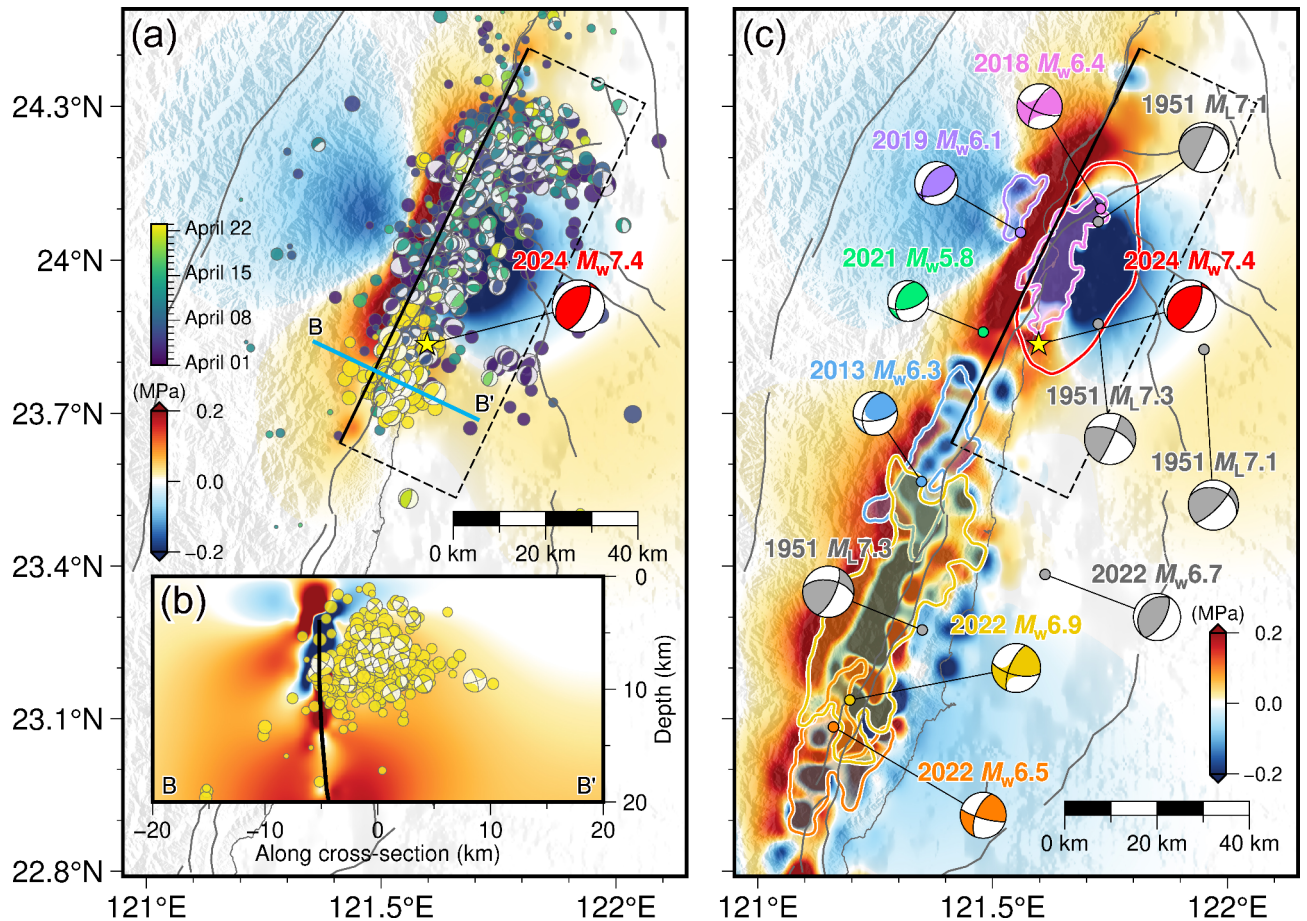 (a)
24.3°N
24°N
23.7°N
23.4°N
23.1°N
22.8°N
April 22
April 15
April 08
April 01
(MPa)
0.2
0.0
−0.2
2024 Mw7.4
B
B'
0 km 20 km 40 km
(b)
0
10
20
Depth (km)
B
B'
−20 −10 0 10 20
Along cross-section (km)
121°E 121.5°E 122°E
(c)
2018 Mw6.4
1951 ML7.1
2019 Mw6.1
2021 Mw5.8
2024 Mw7.4
2013 Mw6.3
1951 ML7.3
1951 ML7.1
1951 ML7.3
2022 Mw6.7
2022 Mw6.9
2022 Mw6.5
(MPa)
0.2
0.0
−0.2
0 km 20 km 40 km
121°E 121.5°E 122°E